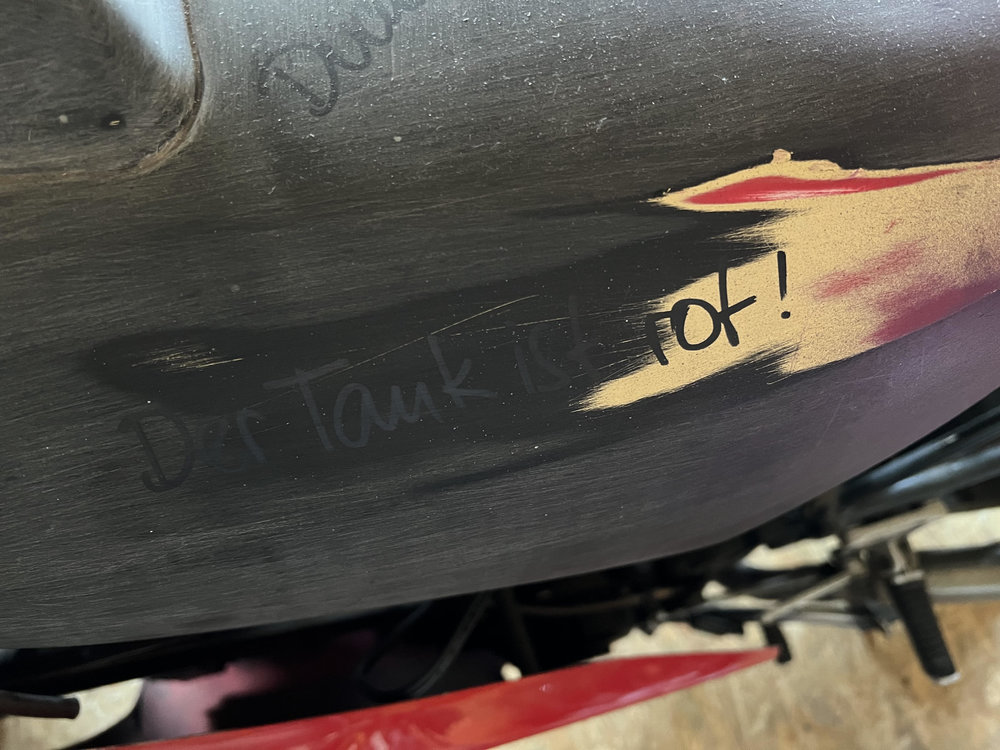 Der Tank ist rot!